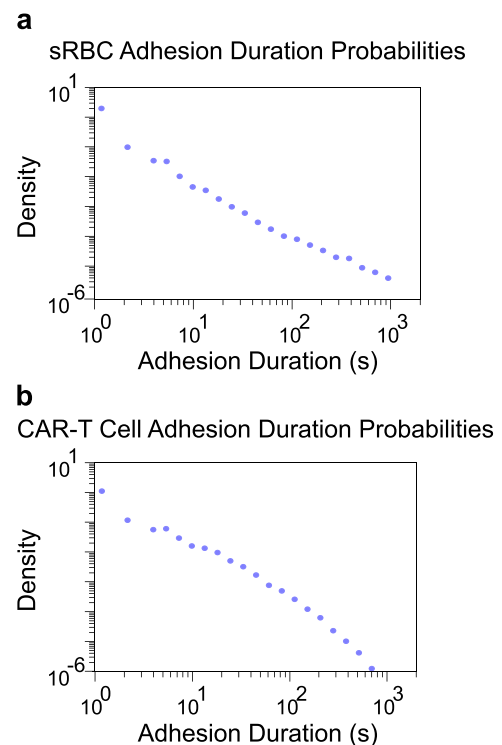 a
sRBC Adhesion Duration Probabilities
10^1
Density
10^-6
10^0 10^1 10^2 10^3
Adhesion Duration (s)
b
CAR-T Cell Adhesion Duration Probabilities
10^1
Density
10^-6
10^0 10^1 10^2 10^3
Adhesion Duration (s)